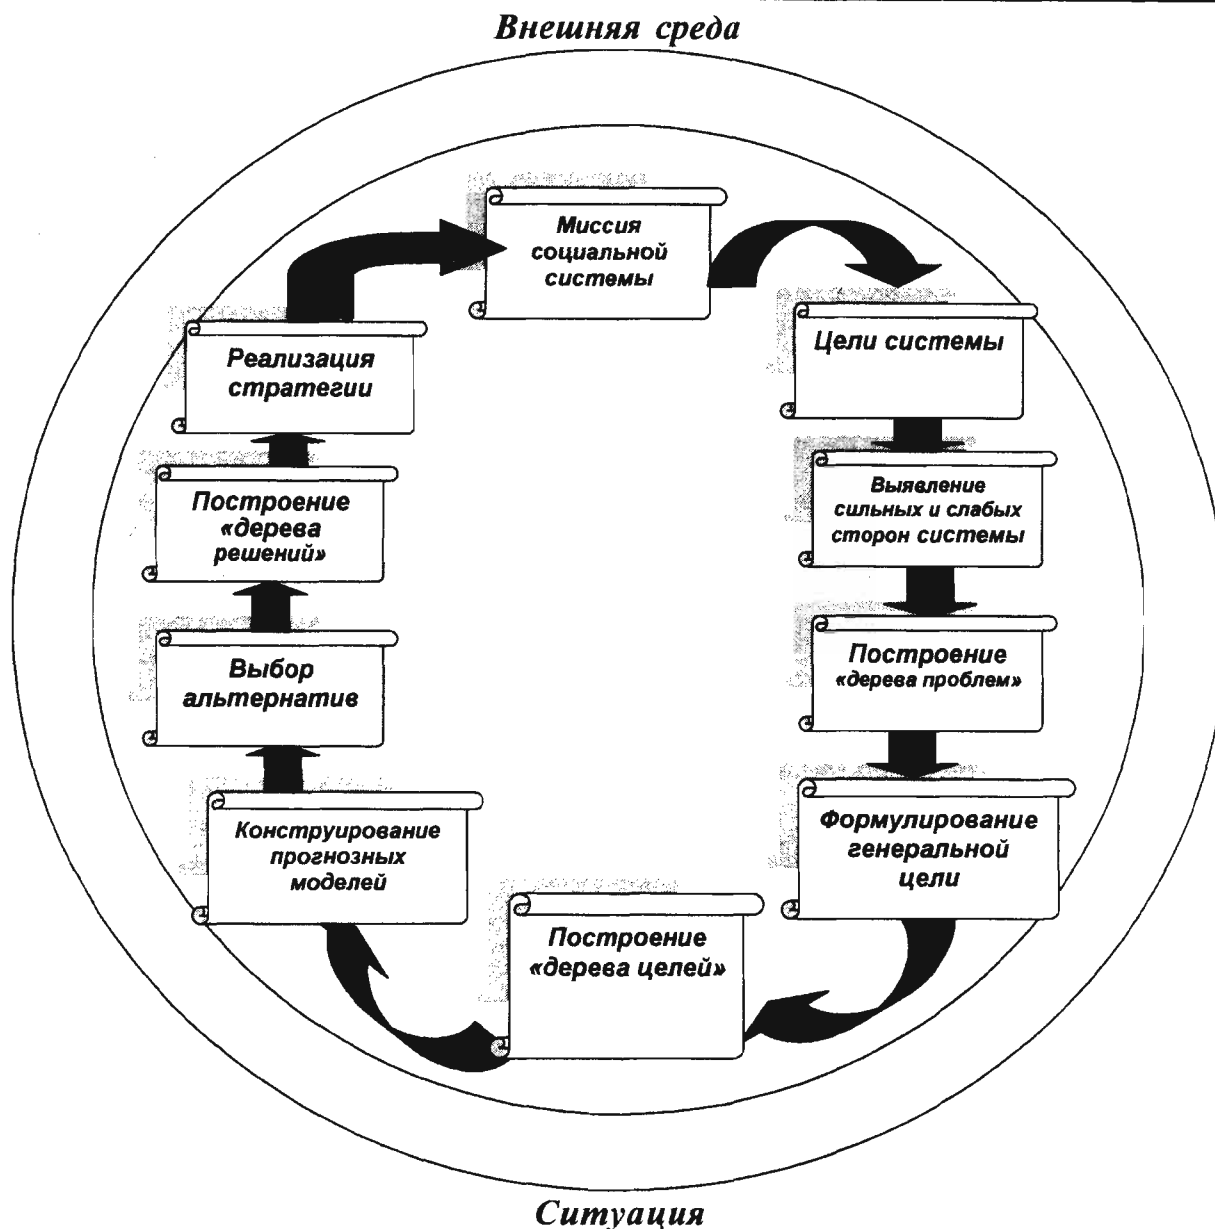 Внешняя среда
Миссия
социальной
системы
Цели системы
Выявление
сильных и слабых
сторон системы
Построение
«дерева проблем»
Формулирование
генеральной
цели
Построение
«дерева целей»
Конструирование
прогнозных
моделей
Выбор
альтернатив
Построение
«дерева
решений»
Реализация
стратегии
Ситуация